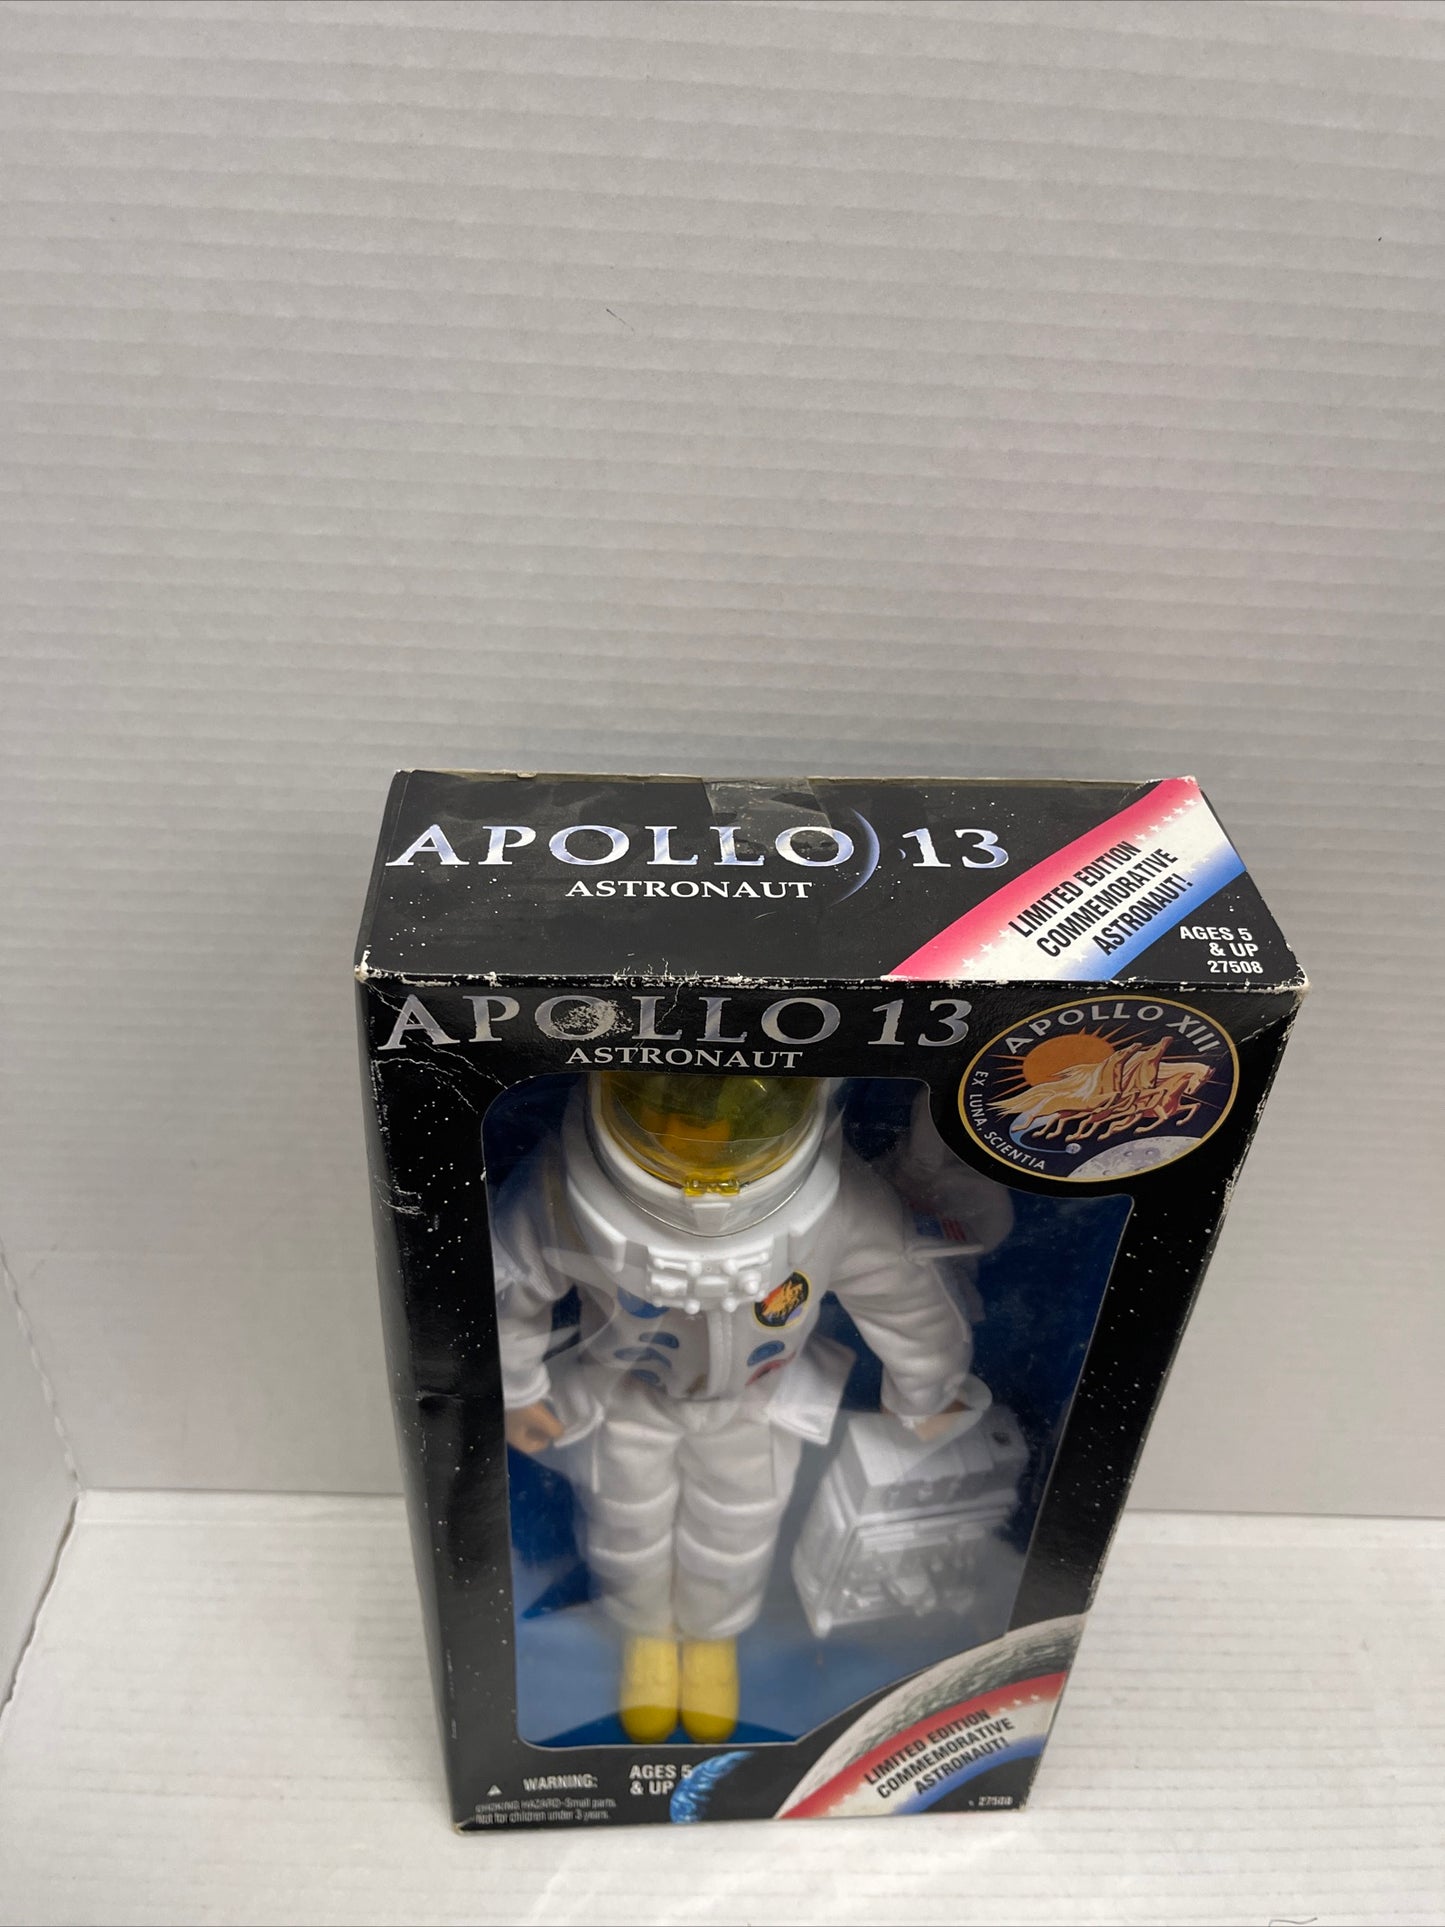 APOLLO 13
ASTRONAUT
LIMITED EDITION
COMMEMORATIVE
ASTRONAUT!
AGES 5
& UP
27508
APOLLO 13
ASTRONAUT
APOLLO XIII
EX LUNA, SCIENTIA
WARNING:
CHOKING HAZARD-Small parts.
Not for children under 3 years.
AGES 5
& UP
LIMITED EDITION
COMMEMORATIVE
ASTRONAUT!
27508